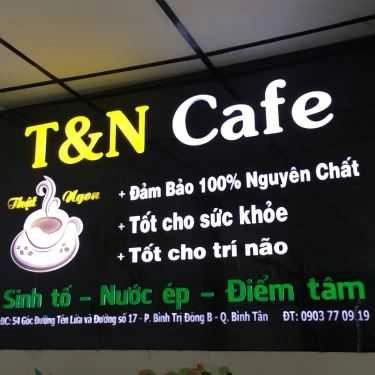 T&N Cafe
Thật Ngon
+ Đảm Bảo 100% Nguyên Chất
+ Tốt cho sức khỏe
+ Tốt cho trí não
Sinh tố - Nước ép - Điểm tâm
ĐC: 54 Góc Đường Tên Lửa và Đường số 17 - P. Bình Trị Đông B - Q. Bình Tân ĐT: 0903 77 09 19